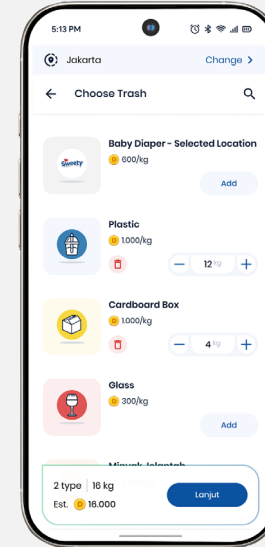 5:13 PM
Jakarta
Change >
Choose Trash
Sweety
Baby Diaper - Selected Location
600/kg
Add
Plastic
1.000/kg
12 kg
Cardboard Box
1.000/kg
4 kg
Glass
300/kg
Add
Minyak Jelantah
2 type | 16 kg
Est. 16.000
Lanjut